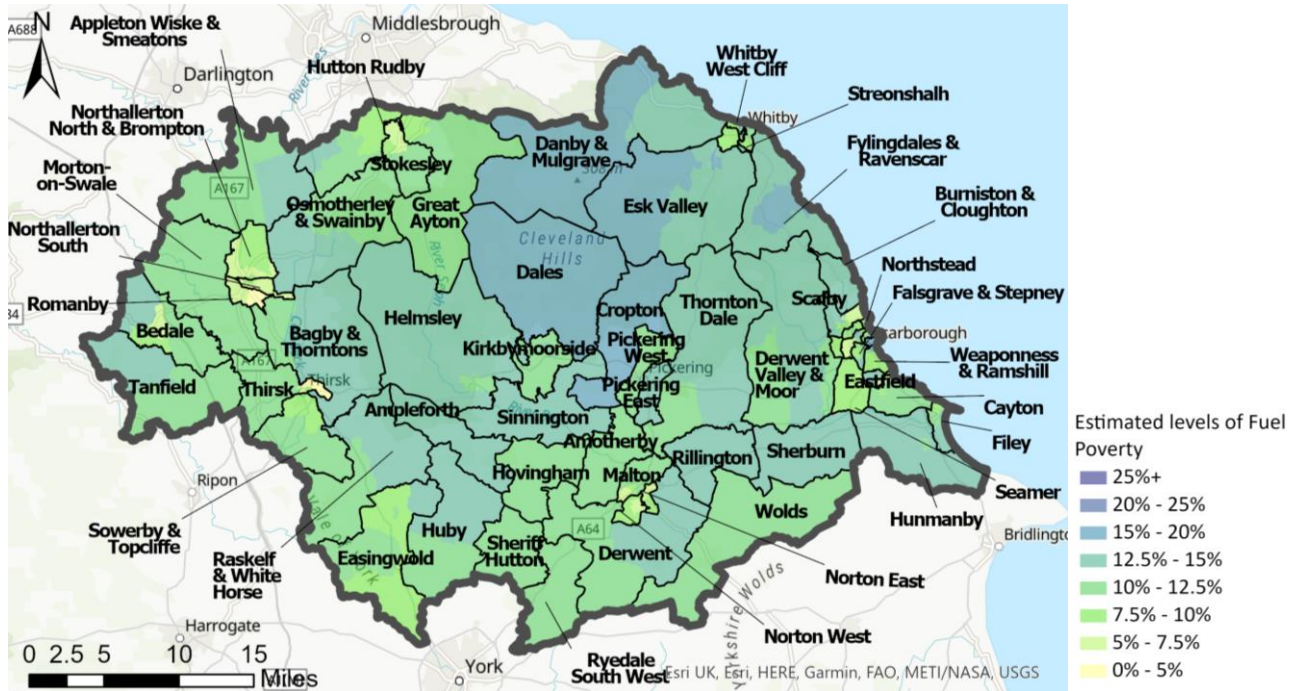 Appleton Wiske &
Smeatons
N
A688
Middlesbrough
Darlington
Hutton Rudby
Whitby
West Cliff
Streonshalh
Whitby
Northallerton
North & Brompton
Stokesley
Danby &
Mulgrave
Fylingdales &
Ravenscar
Morton-
on-Swale
A167
Osmotherley
& Swainby
Great
Ayton
Esk Valley
Burniston &
Cloughton
Northallerton
South
Cleveland
Hills
Dales
Northstead
Romanby
Falsgrave & Stepney
Scalby
Cropton
Thornton
Dale
Helmsley
Bedale
Bagby &
Thorntons
Kirkbymoorside
Pickering
West
Pickering
Weaponness
& Ramshill
Derwent
Valley &
Moor
Eastfield
Thirsk
Tanfield
Thirsk
Pickering
East
Cayton
Ampleforth
Sinnington
Filey
Amotherby
Rillington
Sherburn
Hovingham
Malton
Seamer
Ripon
Wolds
Hunmanby
Sowerby &
Topcliffe
Huby
A64
Bridlington
Raskelf
& White
Horse
Easingwold
Sheriff
Hutton
Derwent
Norton East
Harrogate
Norton West
York
Ryedale
South West
0 2.5 5 10 15
Miles
Esri UK, Esri, HERE, Garmin, FAO, METI/NASA, USGS
Estimated levels of Fuel
Poverty
25%+
20% - 25%
15% - 20%
12.5% - 15%
10% - 12.5%
7.5% - 10%
5% - 7.5%
0% - 5%